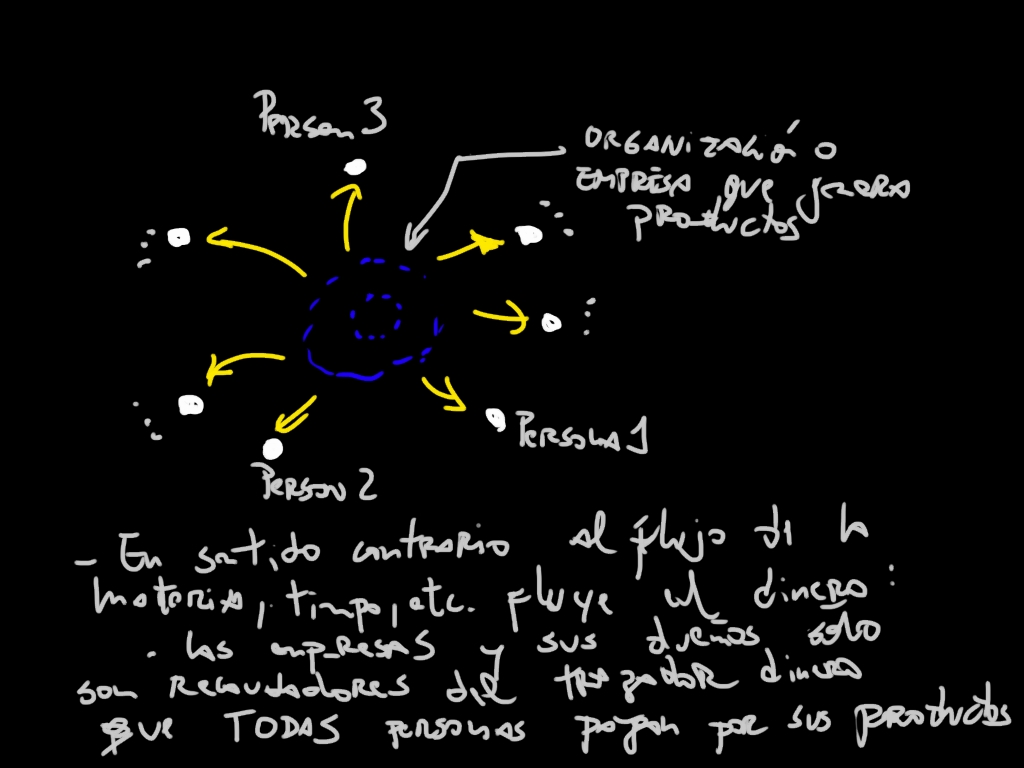 Person 3
ORGANIZACIÓN O
EMPRESA que genera
PRODUCTOS
Persona 1
Person 2
- En sentido contrario al flujo de la
materia, tiempo, etc. fluye el dinero:
. las empresas y sus dueños sólo
son recaudadores del trazador dinero
que TODAS personas pagan por sus productos